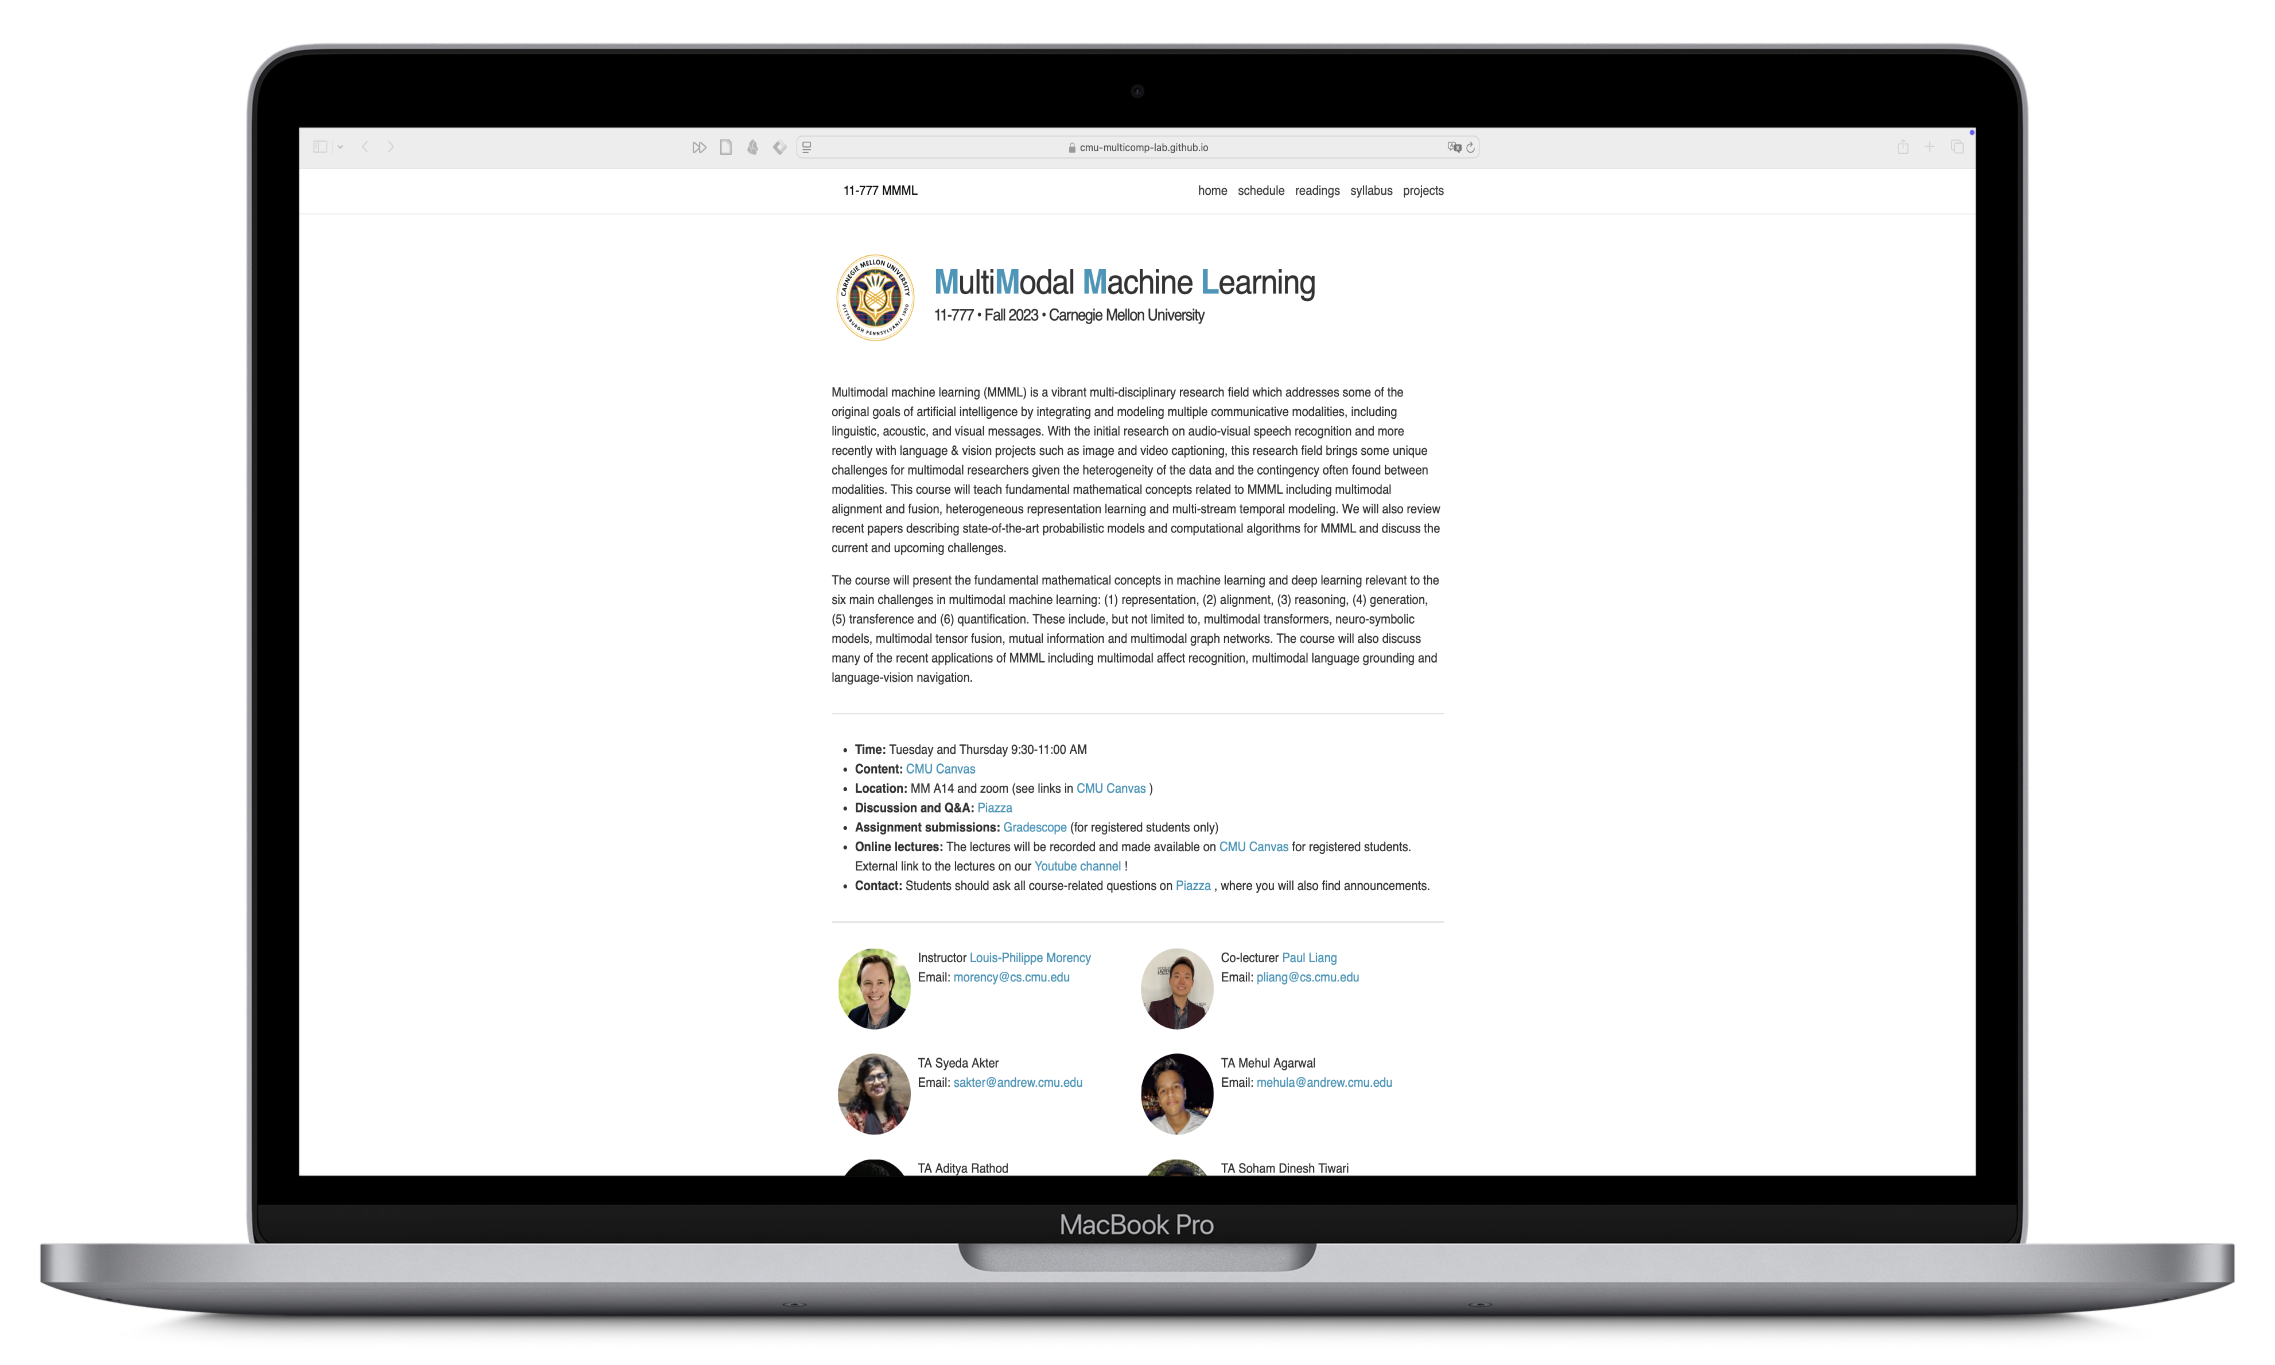 cmu-multicomp-lab.github.io
11-777 MMML
home schedule readings syllabus projects
CARNEGIE MELLON UNIVERSITY
PITTSBURGH PENNSYLVANIA 1900
MultiModal Machine Learning
11-777 • Fall 2023 • Carnegie Mellon University
Multimodal machine learning (MMML) is a vibrant multi-disciplinary research field which addresses some of the
original goals of artificial intelligence by integrating and modeling multiple communicative modalities, including
linguistic, acoustic, and visual messages. With the initial research on audio-visual speech recognition and more
recently with language & vision projects such as image and video captioning, this research field brings some unique
challenges for multimodal researchers given the heterogeneity of the data and the contingency often found between
modalities. This course will teach fundamental mathematical concepts related to MMML including multimodal
alignment and fusion, heterogeneous representation learning and multi-stream temporal modeling. We will also review
recent papers describing state-of-the-art probabilistic models and computational algorithms for MMML and discuss the
current and upcoming challenges.
The course will present the fundamental mathematical concepts in machine learning and deep learning relevant to the
six main challenges in multimodal machine learning: (1) representation, (2) alignment, (3) reasoning, (4) generation,
(5) transference and (6) quantification. These include, but not limited to, multimodal transformers, neuro-symbolic
models, multimodal tensor fusion, mutual information and multimodal graph networks. The course will also discuss
many of the recent applications of MMML including multimodal affect recognition, multimodal language grounding and
language-vision navigation.
• Time: Tuesday and Thursday 9:30-11:00 AM
• Content: CMU Canvas
• Location: MM A14 and zoom (see links in CMU Canvas )
• Discussion and Q&A: Piazza
• Assignment submissions: Gradescope (for registered students only)
• Online lectures: The lectures will be recorded and made available on CMU Canvas for registered students.
External link to the lectures on our Youtube channel !
• Contact: Students should ask all course-related questions on Piazza , where you will also find announcements.
Instructor Louis-Philippe Morency
Email: morency@cs.cmu.edu
Co-lecturer Paul Liang
Email: pliang@cs.cmu.edu
TA Syeda Akter
Email: sakter@andrew.cmu.edu
TA Mehul Agarwal
Email: mehula@andrew.cmu.edu
TA Aditya Rathod
TA Soham Dinesh Tiwari
MacBook Pro